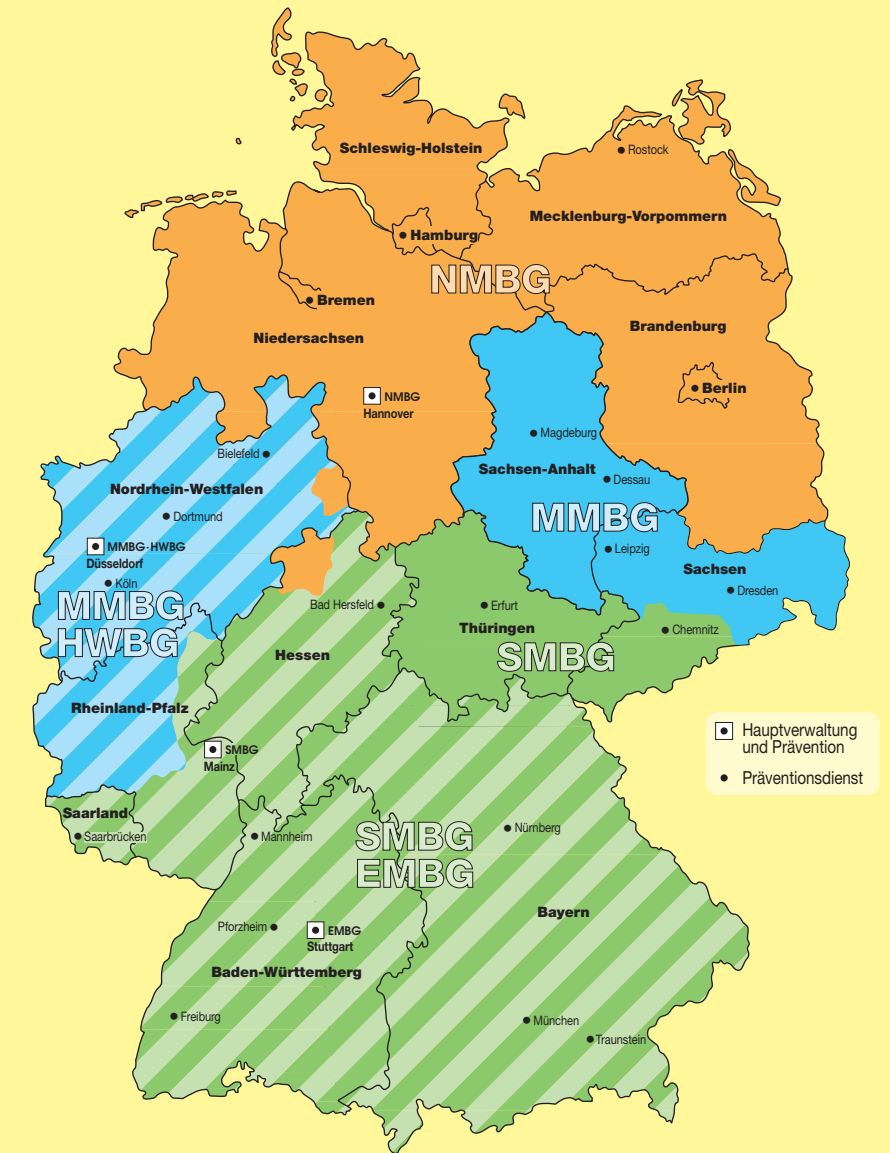 Schleswig-Holstein
Rostock
Mecklenburg-Vorpommern
Hamburg
NMBG
Bremen
Brandenburg
Niedersachsen
Berlin
NMBG
Hannover
Magdeburg
Bielefeld
Sachsen-Anhalt
Dessau
Nordrhein-Westfalen
Dortmund
MMBG
MMBG·HWBG
Düsseldorf
Leipzig
Sachsen
Köln
Dresden
MMBG
HWBG
Bad Hersfeld
Erfurt
Thüringen
Chemnitz
Hessen
SMBG
Rheinland-Pfalz
SMBG
Mainz
Hauptverwaltung
und Prävention
Präventionsdienst
Saarland
Saarbrücken
Mannheim
SMBG
EMBG
Nürnberg
Bayern
Pforzheim
EMBG
Stuttgart
Baden-Württemberg
Freiburg
München
Traunstein